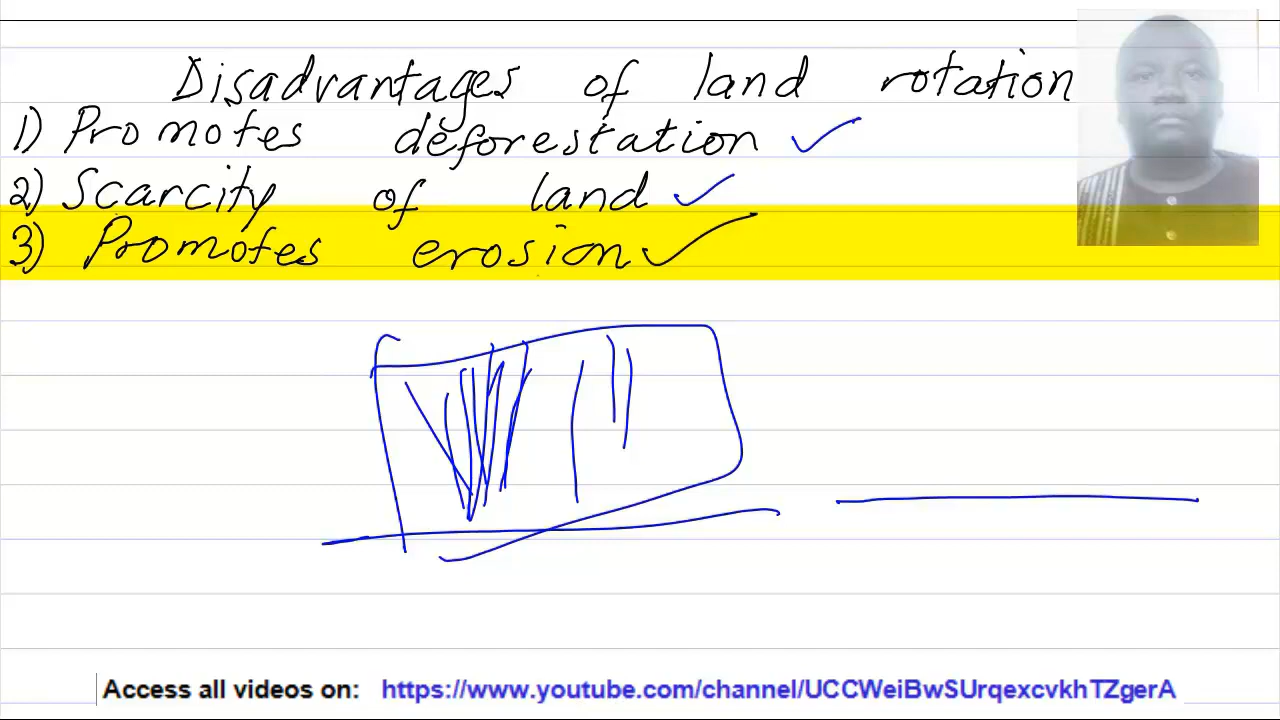 Disadvantages of land rotation
1) Promotes deforestation ✓
2) Scarcity of land ✓
3) Promotes erosion ✓
Access all videos on: https://www.youtube.com/channel/UCCWeiBwSUrqexcvkhTZgerA